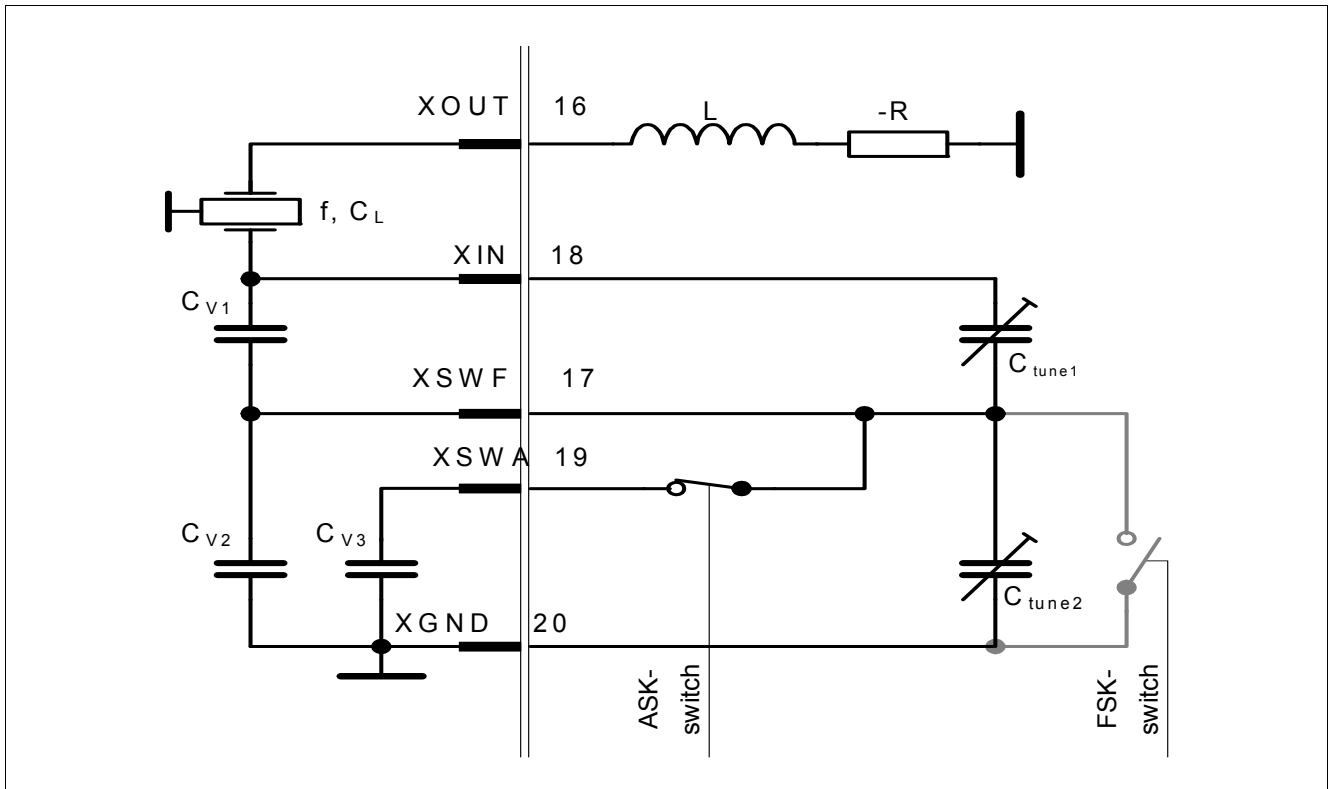 XOUT 16
L
-R
f, CL
XIN 18
CV1
Ctune1
XSWF 17
XSWA 19
CV2
CV3
Ctune2
XGND 20
ASK-
switch
FSK-
switch